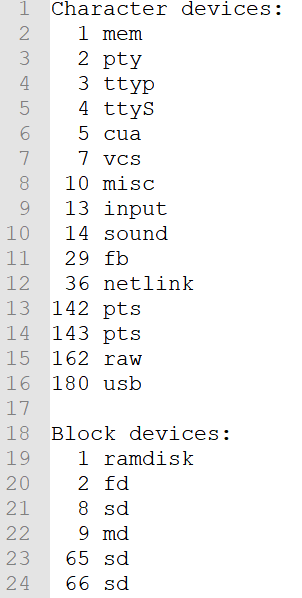 1 Character devices:
2   1 mem
3   2 pty
4   3 ttyp
5   4 ttyS
6   5 cua
7   7 vcs
8  10 misc
9  13 input
10  14 sound
11  29 fb
12  36 netlink
13 142 pts
14 143 pts
15 162 raw
16 180 usb
17
18 Block devices:
19   1 ramdisk
20   2 fd
21   8 sd
22   9 md
23  65 sd
24  66 sd